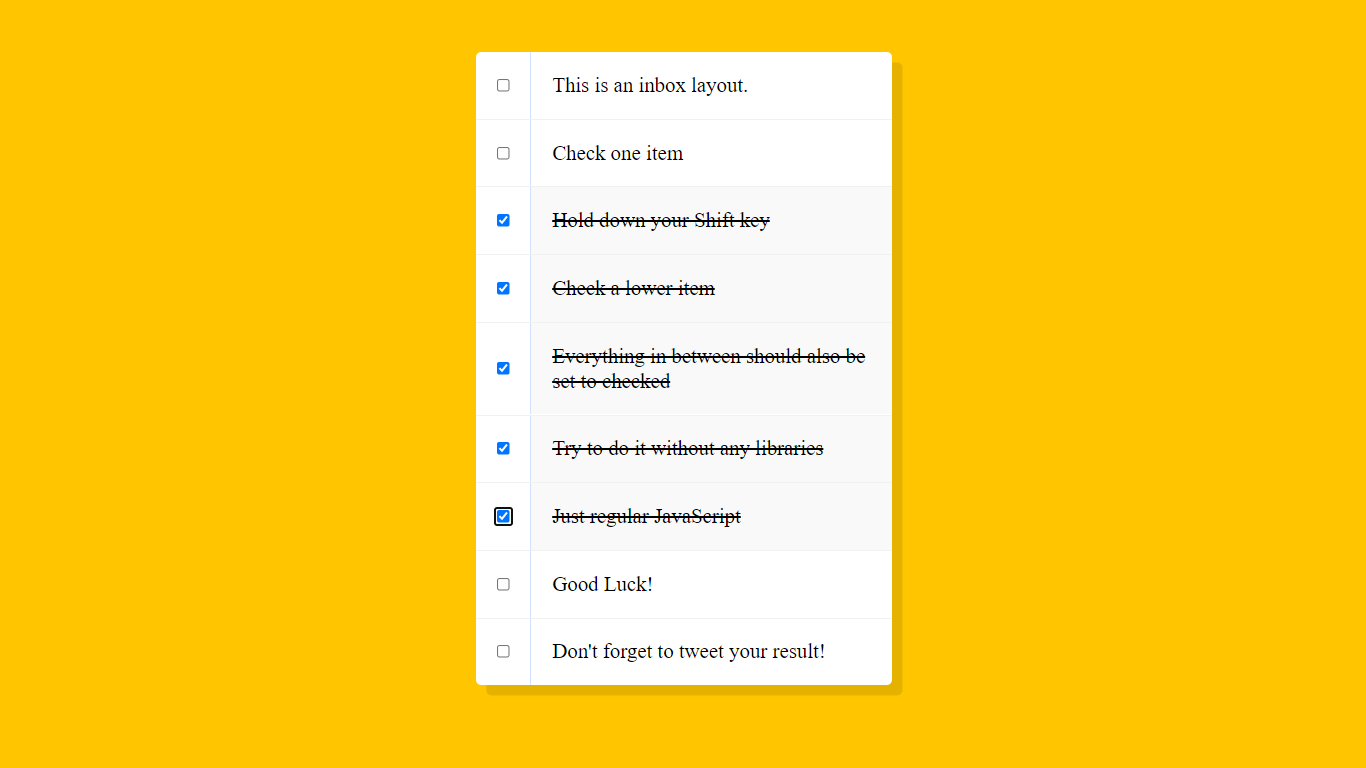 This is an inbox layout.
Check one item
Hold down your Shift key
Check a lower item
Everything in between should also be
set to checked
Try to do it without any libraries
Just regular JavaScript
Good Luck!
Don't forget to tweet your result!